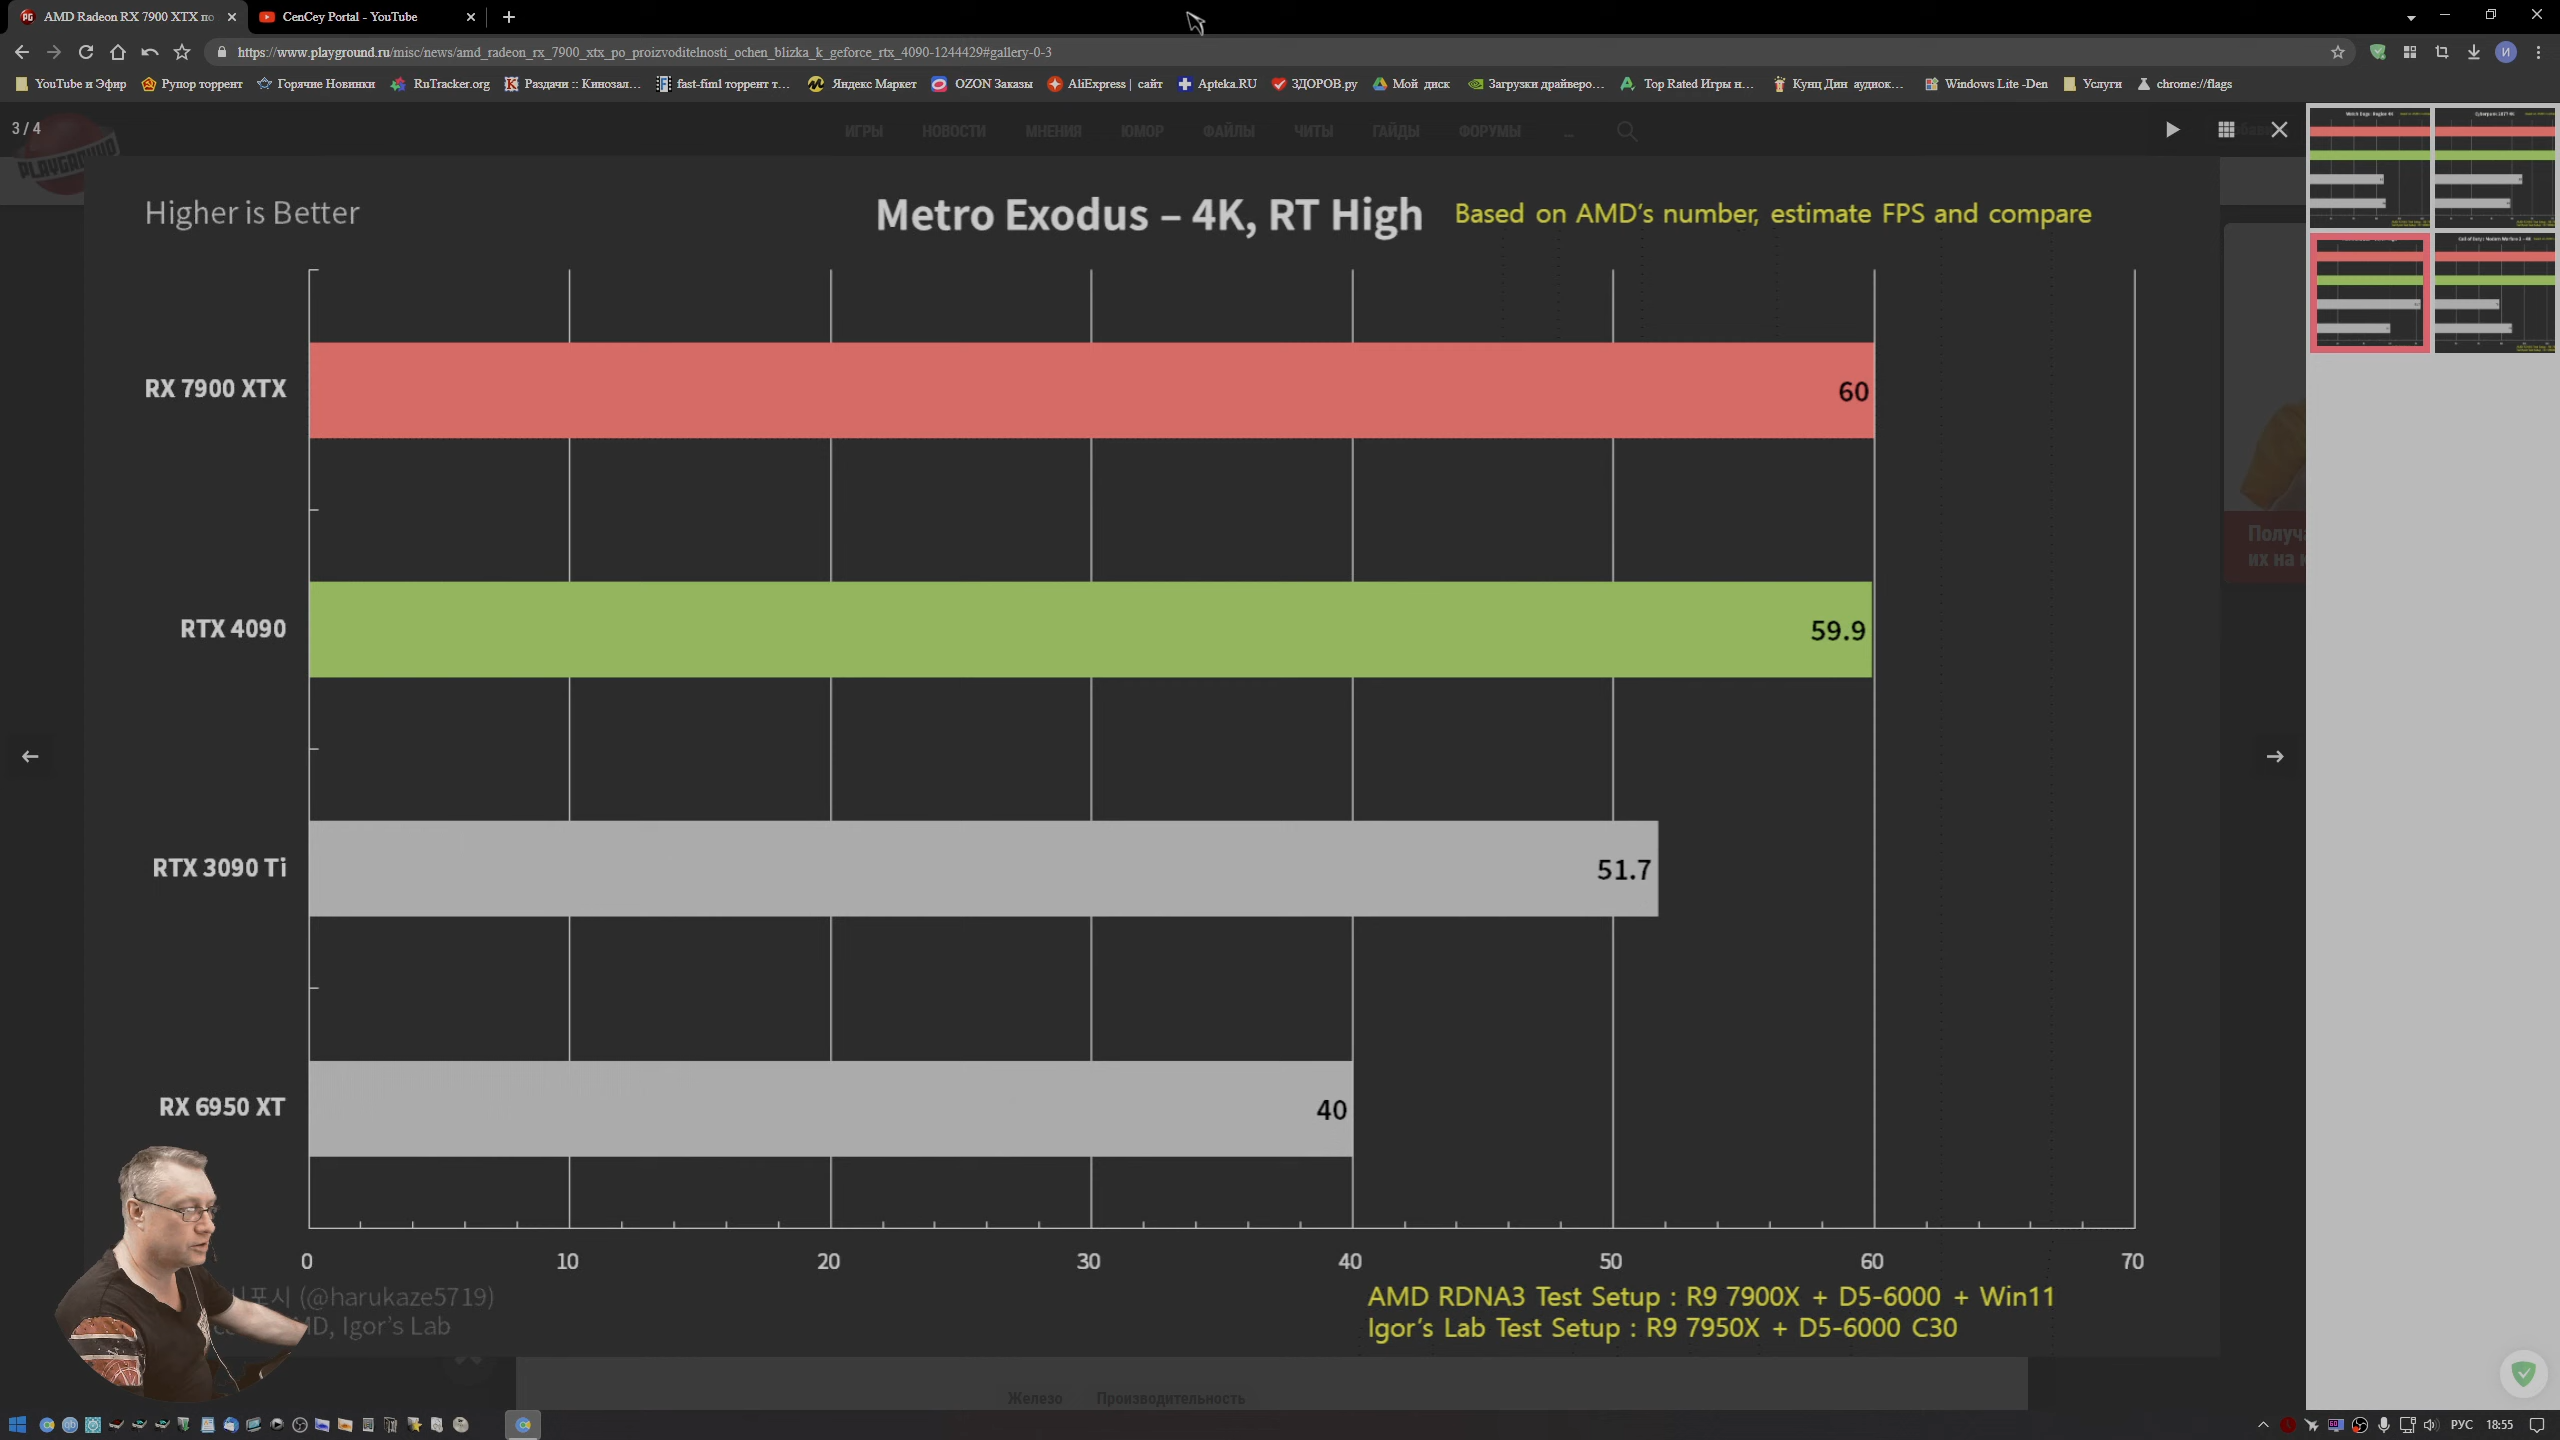 AMD Radeon RX 7900 XTX по
CenCey Portal - YouTube
https://www.playground.ru/misc/news/amd_radeon_rx_7900_xtx_po_proizvoditelnosti_ochen_blizka_k_geforce_rtx_4090-1244429#gallery-0-3
YouTube и Эфир
Рупор торрент
Горячие Новинки
RuTracker.org
Раздачи :: Кинозал...
fast-fiml торрент т...
Яндекс Маркет
OZON Заказы
AliExpress | сайт
Apteka.RU
ЗДОРОВ.ру
Мой диск
Загрузки драйверо...
Top Rated Игры н...
Кунц Дин аудиок...
Windows Lite -Den
Услуги
chrome://flags
3 / 4
PLAYGROUND
ИГРЫ
НОВОСТИ
МНЕНИЯ
ЮМОР
ФАЙЛЫ
ЧИТЫ
ГАЙДЫ
ФОРУМЫ
...
Higher is Better
Metro Exodus – 4K, RT High
Based on AMD's number, estimate FPS and compare
RX 7900 XTX
60
RTX 4090
59.9
RTX 3090 Ti
51.7
RX 6950 XT
40
0
10
20
30
40
50
60
70
포시 (@harukaze5719)
MD, Igor's Lab
AMD RDNA3 Test Setup : R9 7900X + D5-6000 + Win11
Igor's Lab Test Setup : R9 7950X + D5-6000 C30
Получа
их на к
Железо
Производительность
РУС
18:55